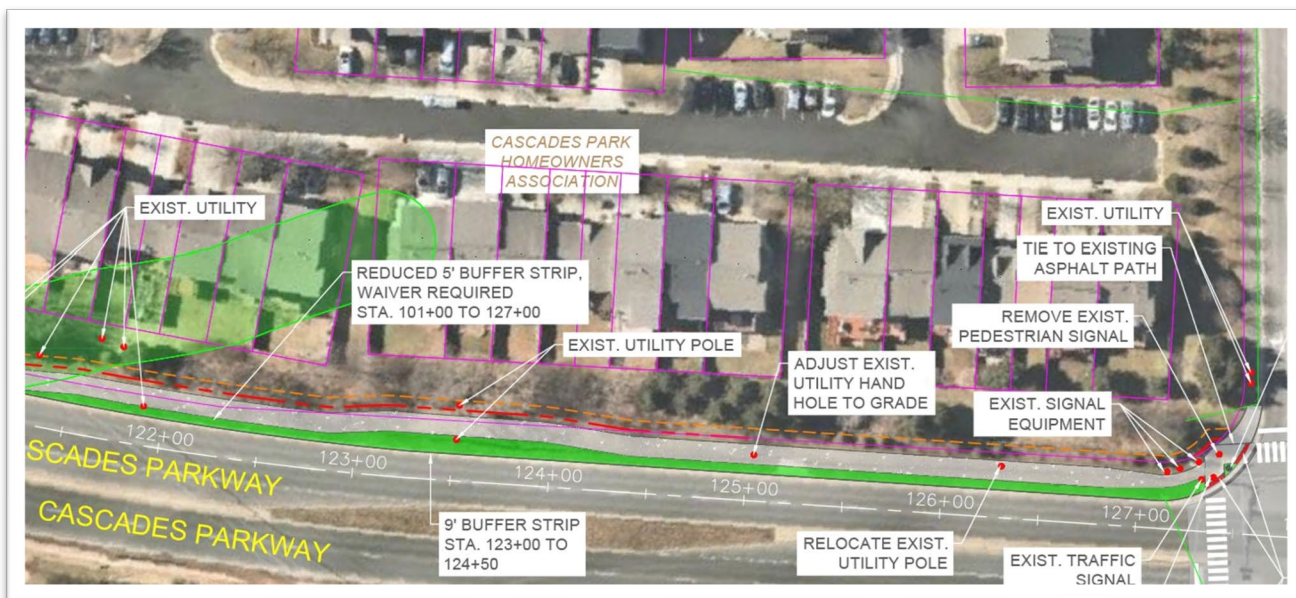 CASCADES PARK
HOMEOWNERS
ASSOCIATION
EXIST. UTILITY
EXIST. UTILITY
TIE TO EXISTING
ASPHALT PATH
REDUCED 5' BUFFER STRIP,
WAIVER REQUIRED
STA. 101+00 TO 127+00
REMOVE EXIST.
PEDESTRIAN SIGNAL
EXIST. UTILITY POLE
ADJUST EXIST.
UTILITY HAND
HOLE TO GRADE
EXIST. SIGNAL
EQUIPMENT
122+00
123+00
124+00
125+00
126+00
127+00
SCADES PARKWAY
CASCADES PARKWAY
9' BUFFER STRIP
STA. 123+00 TO
124+50
RELOCATE EXIST.
UTILITY POLE
EXIST. TRAFFIC
SIGNAL